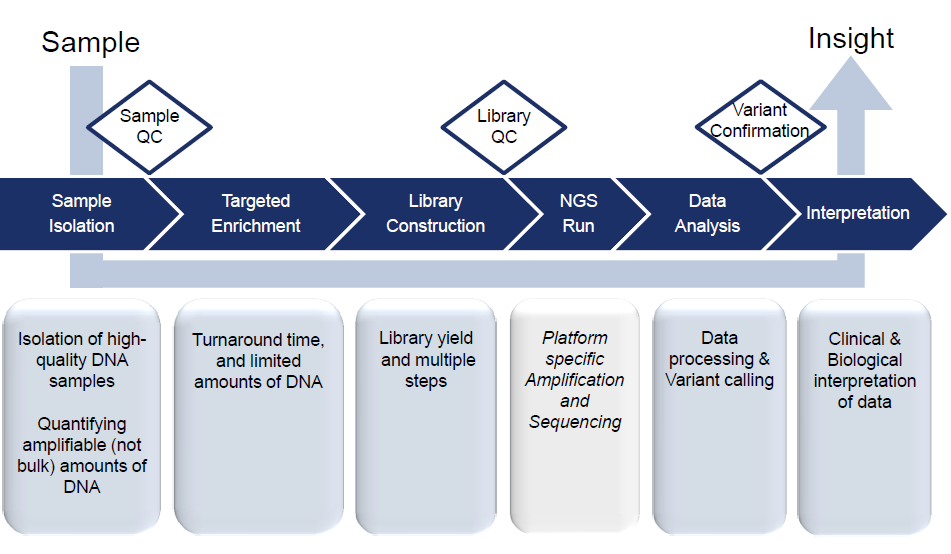 Sample
Insight
Sample
QC
Library
QC
Variant
Confirmation
Sample
Isolation
Targeted
Enrichment
Library
Construction
NGS
Run
Data
Analysis
Interpretation
Isolation of high-
quality DNA
samples
Quantifying
amplifiable (not
bulk) amounts of
DNA
Turnaround time,
and limited
amounts of DNA
Library yield
and multiple
steps
Platform
specific
Amplification
and
Sequencing
Data
processing &
Variant calling
Clinical &
Biological
interpretation
of data